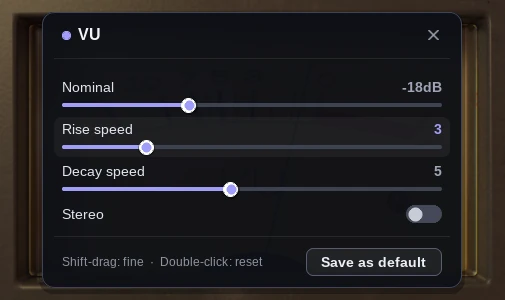 VU
Nominal -18dB
Rise speed 3
Decay speed 5
Stereo
Shift-drag: fine · Double-click: reset Save as default